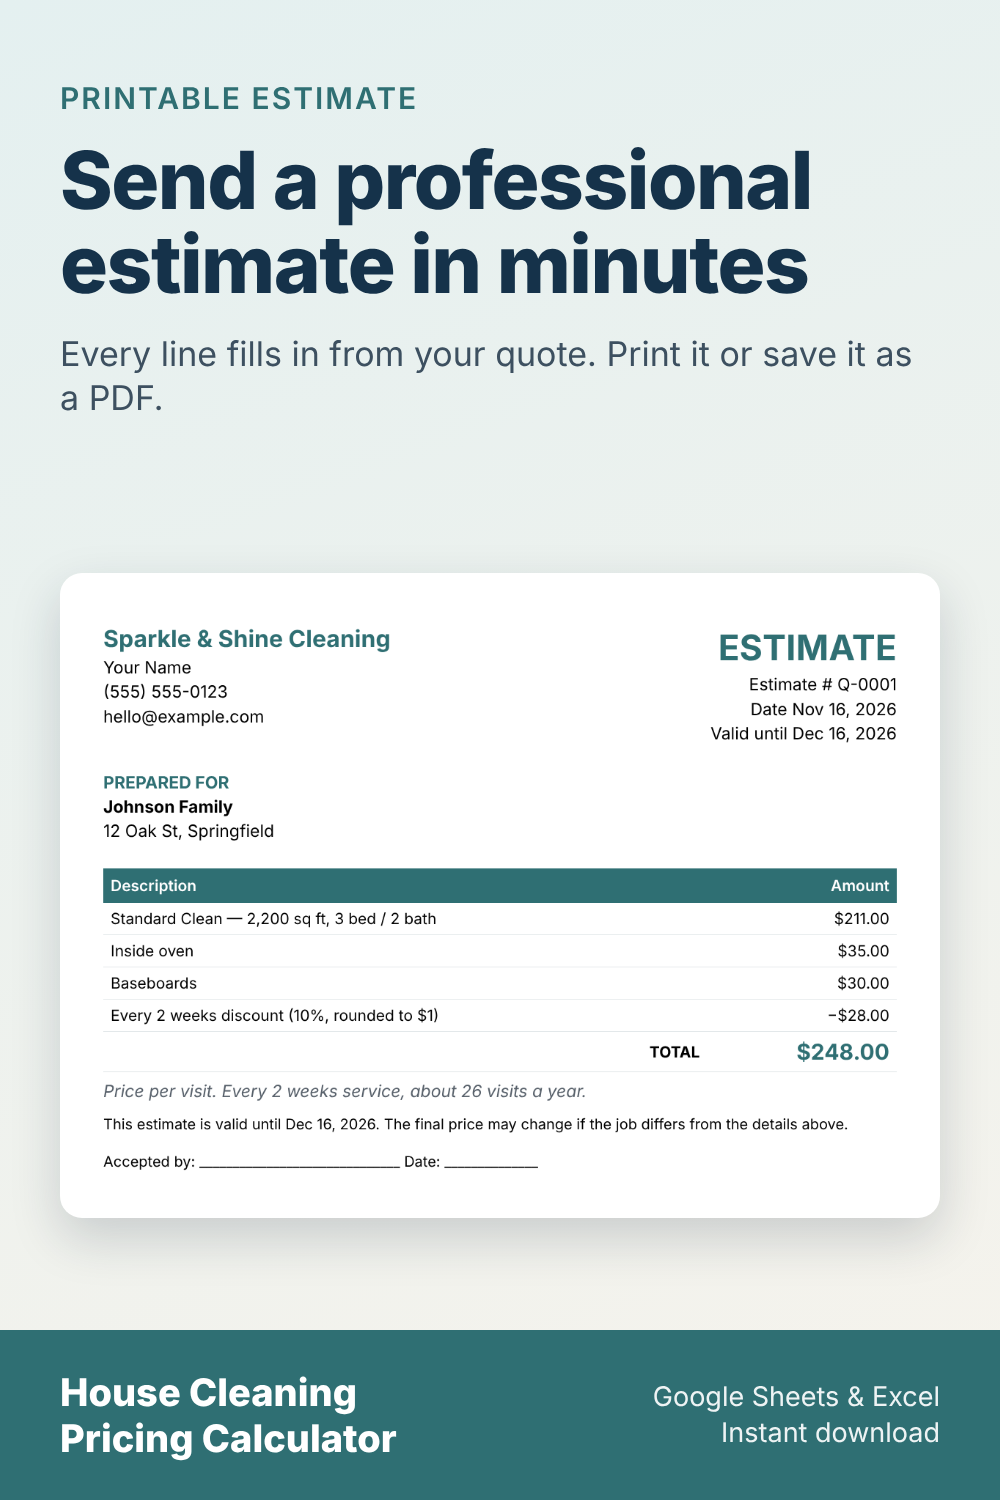 PRINTABLE ESTIMATE
Send a professional
estimate in minutes
Every line fills in from your quote. Print it or save it as
a PDF.
Sparkle & Shine Cleaning
Your Name
(555) 555-0123
hello@example.com
ESTIMATE
Estimate # Q-0001
Date Nov 16, 2026
Valid until Dec 16, 2026
PREPARED FOR
Johnson Family
12 Oak St, Springfield
Description Amount
Standard Clean — 2,200 sq ft, 3 bed / 2 bath $211.00
Inside oven $35.00
Baseboards $30.00
Every 2 weeks discount (10%, rounded to $1) −$28.00
TOTAL $248.00
Price per visit. Every 2 weeks service, about 26 visits a year.
This estimate is valid until Dec 16, 2026. The final price may change if the job differs from the details above.
Accepted by: ______________________________ Date: ______________
House Cleaning
Pricing Calculator
Google Sheets & Excel
Instant download